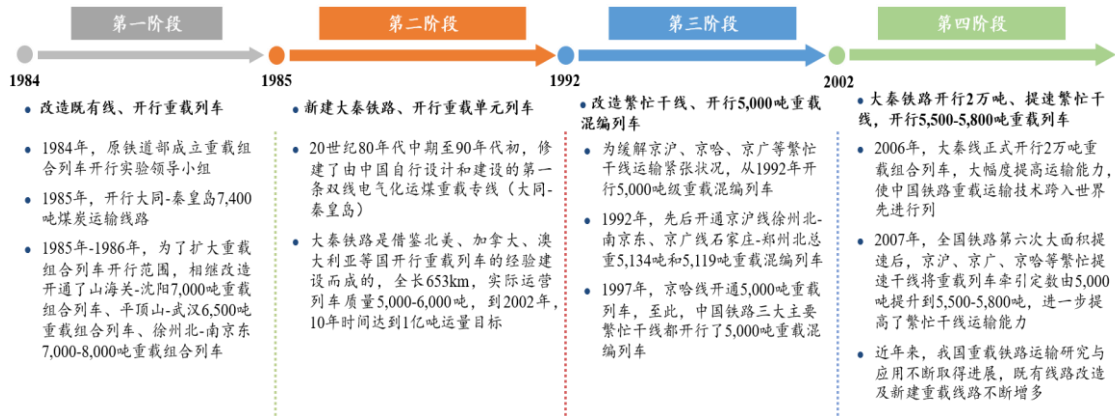 第一阶段
第二阶段
第三阶段
第四阶段
1984
1985
1992
2002
• 改造既有线、开行重载列车
• 1984年，原铁道部成立重载组
合列车开行实验领导小组
• 1985年，开行大同-秦皇岛7,400
吨煤炭运输线路
• 1985年-1986年，为了扩大重载
组合列车开行范围，相继改造
开通了山海关-沈阳7,000吨重载
组合列车、平顶山-武汉6,500吨
重载组合列车、徐州北-南京东
7,000-8,000吨重载组合列车
• 新建大秦铁路、开行重载单元列车
• 20世纪80年代中期至90年代初，修
建了由中国自行设计和建设的第一
条双线电气化运煤重载专线（大同-
秦皇岛）
• 大秦铁路是借鉴北美、加拿大、澳
大利亚等国开行重载列车的经验建
设而成的，全长653km，实际运营
列车质量5,000-6,000吨，到2002年，
10年时间达到1亿吨运量目标
• 改造繁忙干线、开行5,000吨重载
混编列车
• 为缓解京沪、京哈、京广等繁忙
干线运输紧张状况，从1992年开
行5,000吨级重载混编列车
• 1992年，先后开通京沪线徐州北-
南京东、京广线石家庄-郑州北总
重5,134吨和5,119吨重载混编列车
• 1997年，京哈线开通5,000吨重载
列车，至此，中国铁路三大主要
繁忙干线都开行了5,000吨重载混
编列车
• 大秦铁路开行2万吨、提速繁忙干
线，开行5,500-5,800吨重载列车
• 2006年，大秦线正式开行2万吨重
载组合列车，大幅度提高运输能力，
使中国铁路重载运输技术跨入世界
先进行列
• 2007年，全国铁路第六次大面积提
速后，京沪、京广、京哈等繁忙提
速干线将重载列车牵引定数由5,000
吨提升到5,500-5,800吨，进一步提
高了繁忙干线运输能力
• 近年来，我国重载铁路运输研究与
应用不断取得进展，既有线路改造
及新建重载线路不断增多